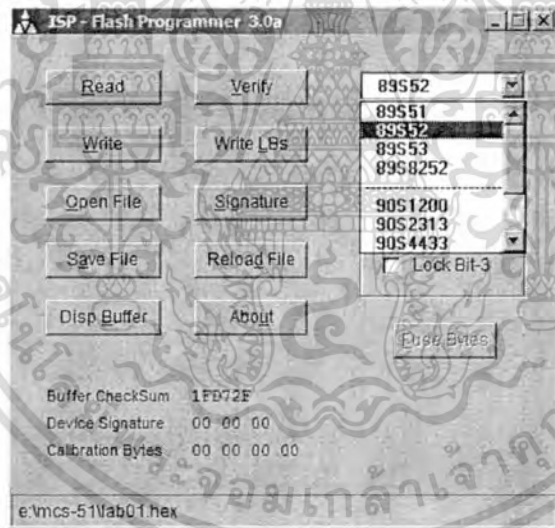 ISP - Flash Programmer 3.0a
Read
Verify
89S52
Write
Write LBs
89S51
89S52
89S53
89S8252
Open File
Signature
90S1200
90S2313
90S4433
Save File
Reload File
Lock Bit-3
Disp Buffer
About
Fuse Bytes
Buffer CheckSum
Device Signature 00 00 00
Calibration Bytes 00 00 00 00
e:\mcs-51\lab01.hex